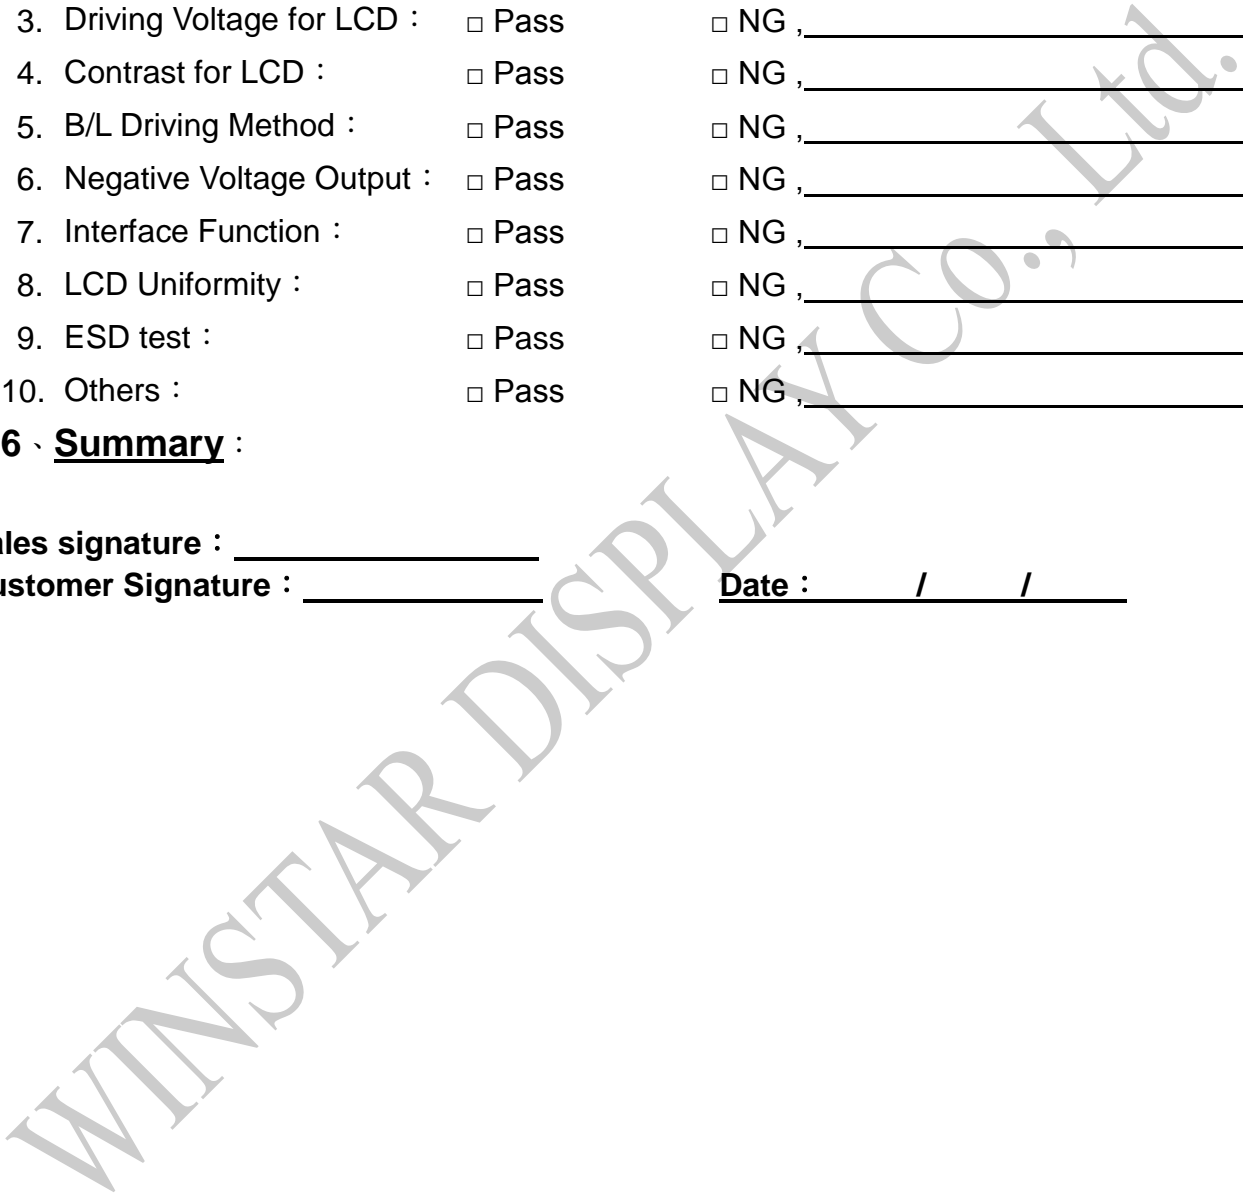 3. Driving Voltage for LCD： □ Pass □ NG ,
4. Contrast for LCD： □ Pass □ NG ,
5. B/L Driving Method： □ Pass □ NG ,
6. Negative Voltage Output： □ Pass □ NG ,
7. Interface Function： □ Pass □ NG ,
8. LCD Uniformity： □ Pass □ NG ,
9. ESD test： □ Pass □ NG ,
10. Others： □ Pass □ NG ,
6、Summary：
ales signature：
ustomer Signature： Date： / /
WINSTAR DISPLAY Co., Ltd.